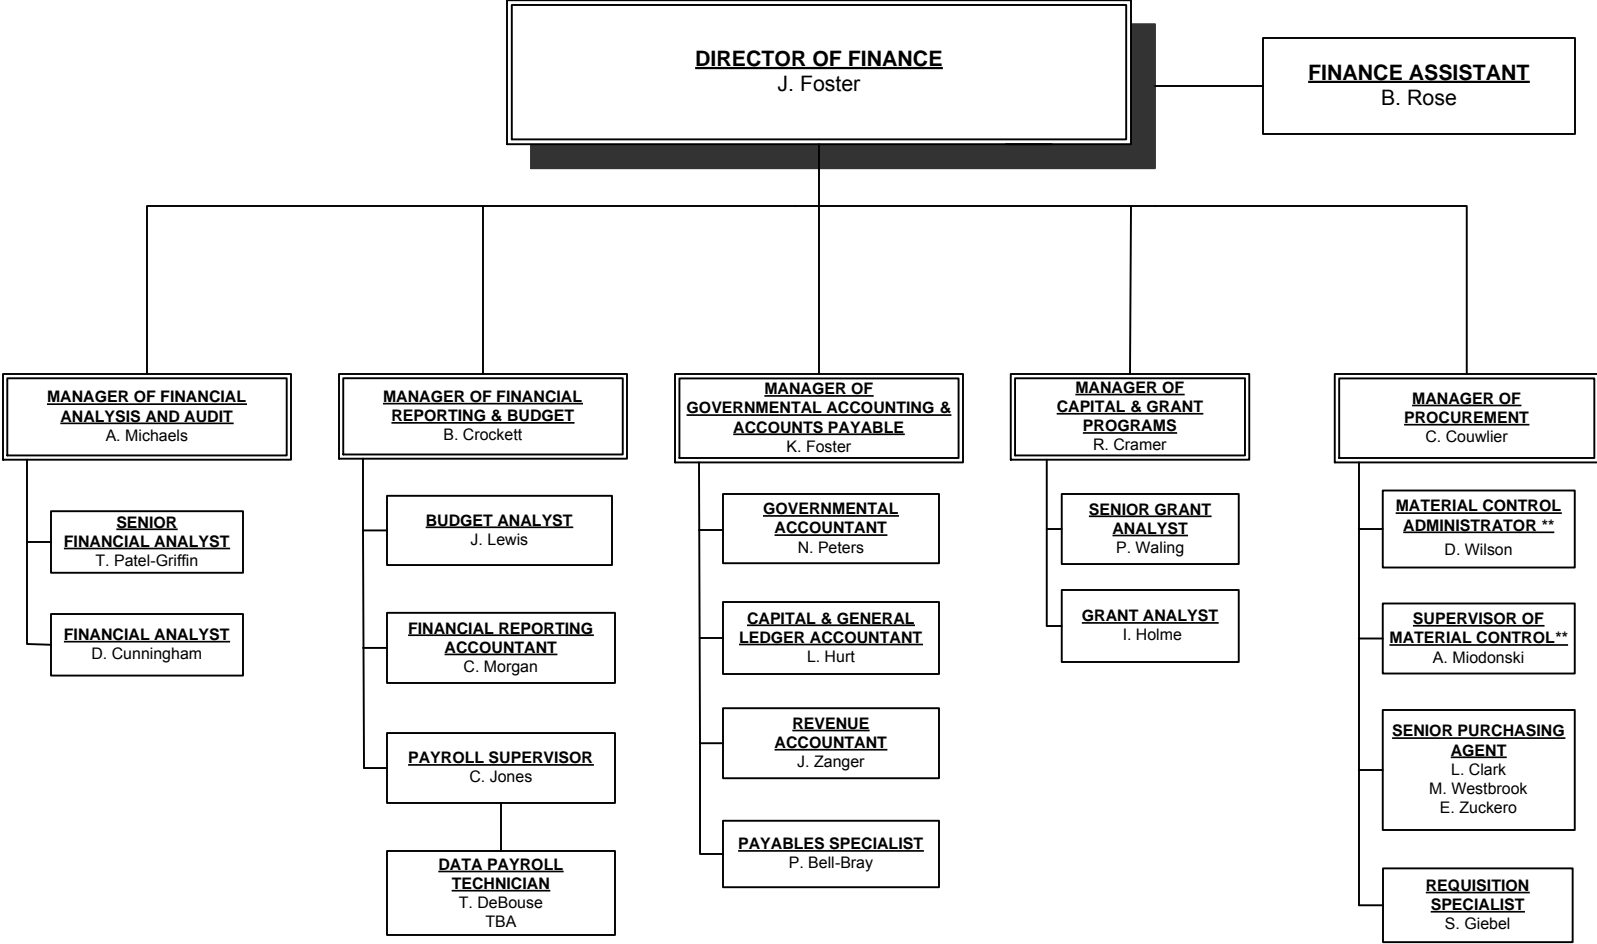 DIRECTOR OF FINANCE
J. Foster
FINANCE ASSISTANT
B. Rose
MANAGER OF FINANCIAL
ANALYSIS AND AUDIT
A. Michaels
SENIOR
FINANCIAL ANALYST
T. Patel-Griffin
FINANCIAL ANALYST
D. Cunningham
MANAGER OF FINANCIAL
REPORTING & BUDGET
B. Crockett
BUDGET ANALYST
J. Lewis
FINANCIAL REPORTING
ACCOUNTANT
C. Morgan
PAYROLL SUPERVISOR
C. Jones
DATA PAYROLL
TECHNICIAN
T. DeBouse
TBA
MANAGER OF
GOVERNMENTAL ACCOUNTING &
ACCOUNTS PAYABLE
K. Foster
GOVERNMENTAL
ACCOUNTANT
N. Peters
CAPITAL & GENERAL
LEDGER ACCOUNTANT
L. Hurt
REVENUE
ACCOUNTANT
J. Zanger
PAYABLES SPECIALIST
P. Bell-Bray
MANAGER OF
CAPITAL & GRANT
PROGRAMS
R. Cramer
SENIOR GRANT
ANALYST
P. Waling
GRANT ANALYST
I. Holme
MANAGER OF
PROCUREMENT
C. Couwlier
MATERIAL CONTROL
ADMINISTRATOR **
D. Wilson
SUPERVISOR OF
MATERIAL CONTROL**
A. Miodonski
SENIOR PURCHASING
AGENT
L. Clark
M. Westbrook
E. Zuckero
REQUISITION
SPECIALIST
S. Giebel